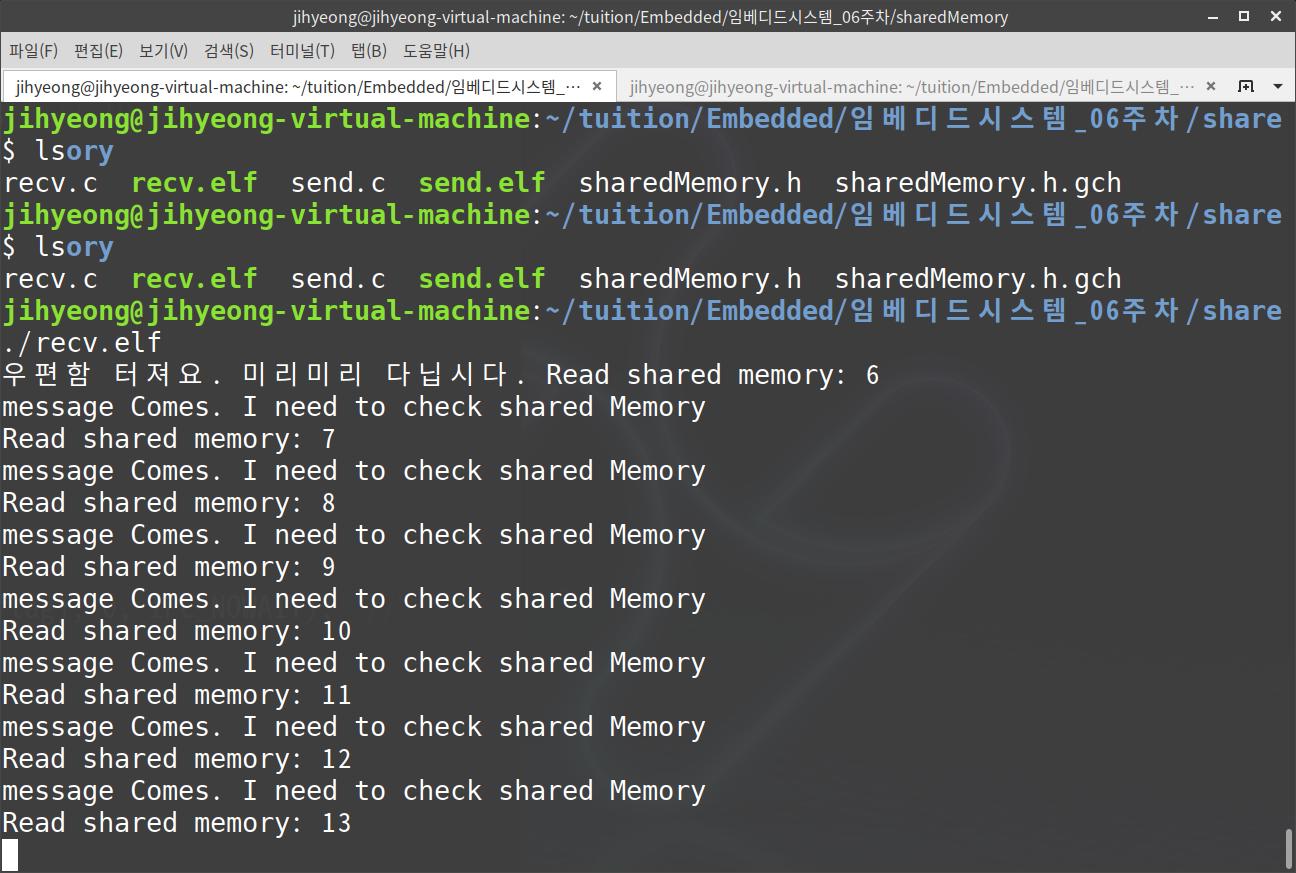 jihyeong@jihyeong-virtual-machine: ~/tuition/Embedded/임베디드시스템_06주차/sharedMemory
파일(F) 편집(E) 보기(V) 검색(S) 터미널(T) 탭(B) 도움말(H)
jihyeong@jihyeong-virtual-machine: ~/tuition/Embedded/임베디드시스템_… jihyeong@jihyeong-virtual-machine: ~/tuition/Embedded/임베디드시스템_…
jihyeong@jihyeong-virtual-machine:~/tuition/Embedded/임베디드시스템_06주차/share
$ lsory
recv.c recv.elf send.c send.elf sharedMemory.h sharedMemory.h.gch
jihyeong@jihyeong-virtual-machine:~/tuition/Embedded/임베디드시스템_06주차/share
$ lsory
recv.c recv.elf send.c send.elf sharedMemory.h sharedMemory.h.gch
jihyeong@jihyeong-virtual-machine:~/tuition/Embedded/임베디드시스템_06주차/share
./recv.elf
우편함 터져요. 미리미리 다닙시다. Read shared memory: 6
message Comes. I need to check shared Memory
Read shared memory: 7
message Comes. I need to check shared Memory
Read shared memory: 8
message Comes. I need to check shared Memory
Read shared memory: 9
message Comes. I need to check shared Memory
Read shared memory: 10
message Comes. I need to check shared Memory
Read shared memory: 11
message Comes. I need to check shared Memory
Read shared memory: 12
message Comes. I need to check shared Memory
Read shared memory: 13